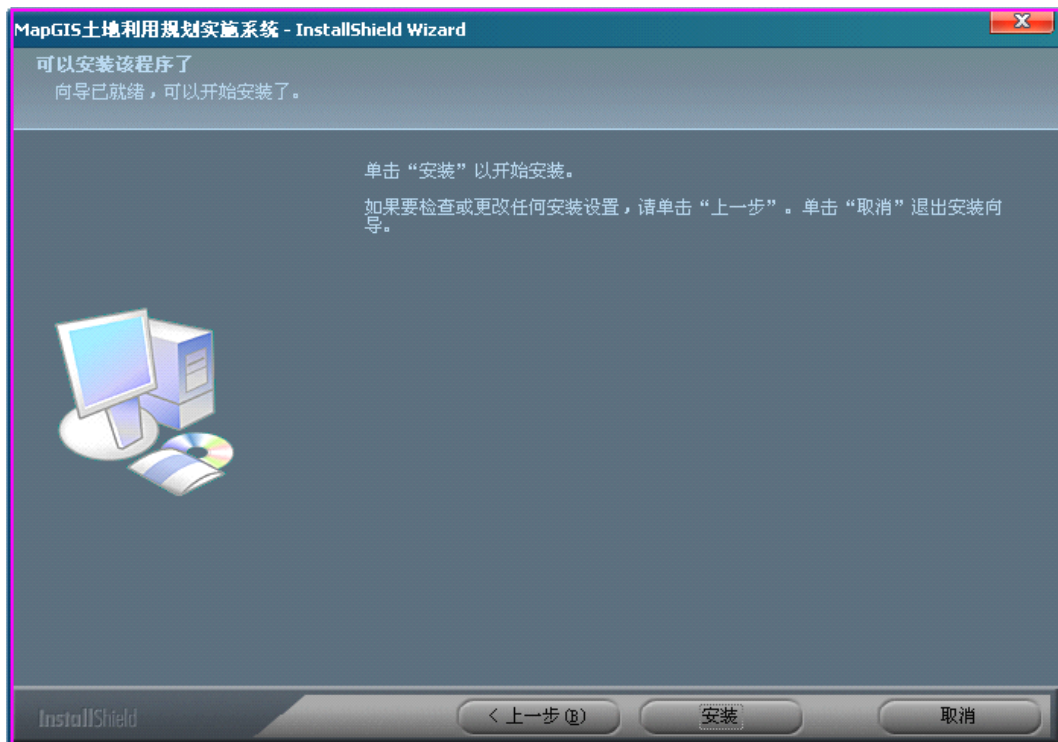 MapGIS土地利用规划实施系统 - InstallShield Wizard
X
可以安装该程序了
向导已就绪，可以开始安装了。
单击“安装”以开始安装。
如果要检查或更改任何安装设置，请单击“上一步”。单击“取消”退出安装向
导。
InstallShield
< 上一步(B)
安装
取消